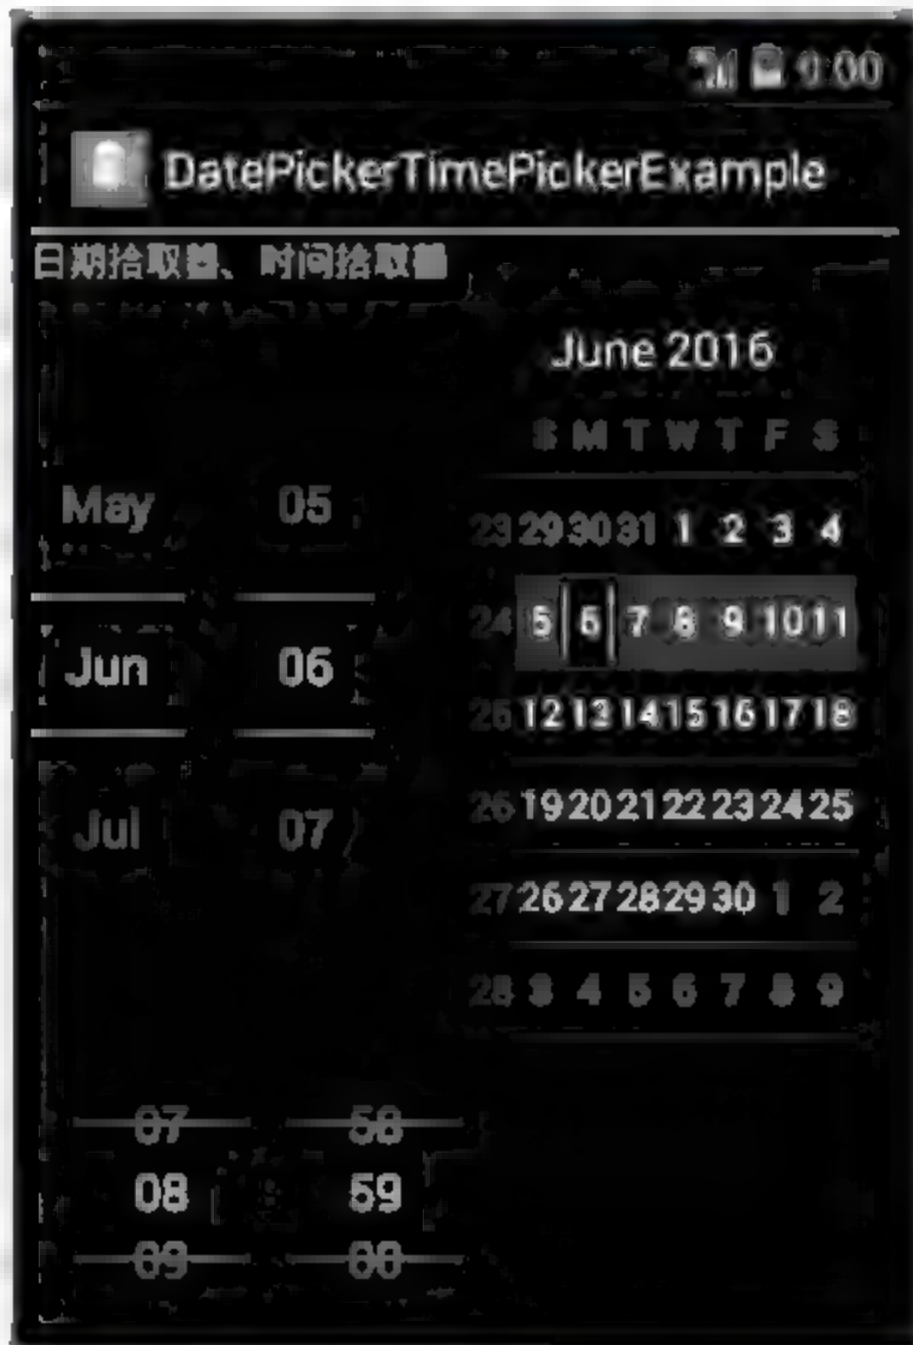 9:00
DatePickerTimePickerExample
日期拾取器、时间拾取器
June 2016
S M T W T F S
May 05
23 29 30 31 1 2 3 4
24 5 6 7 8 9 10 11
Jun 06
25 12 13 14 15 16 17 18
26 19 20 21 22 23 24 25
Jul 07
27 26 27 28 29 30 1 2
28 3 4 5 6 7 8 9
07 58
08 59
09 00